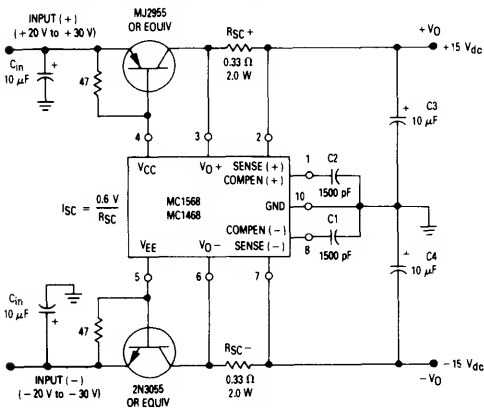 MJ2955
OR EQUIV
INPUT (+)
(+20 V to +30 V)
RSC+
0.33 Ω
2.0 W
+VO
+15 Vdc
Cin
10 μF
+
47
4
3
2
+
C3
10 μF
VCC
VO+
SENSE (+)
COMPEN (+)
1
C2
1500 pF
ISC = 0.6 V
RSC
MC1568
MC1468
GND
10
COMPEN (-)
SENSE (-)
8
C1
1500 pF
VEE
VO-
5
6
7
+
C4
10 μF
Cin
10 μF
+
47
RSC-
0.33 Ω
2.0 W
INPUT (-)
(-20 V to -30 V)
2N3055
OR EQUIV
-15 Vdc
-VO